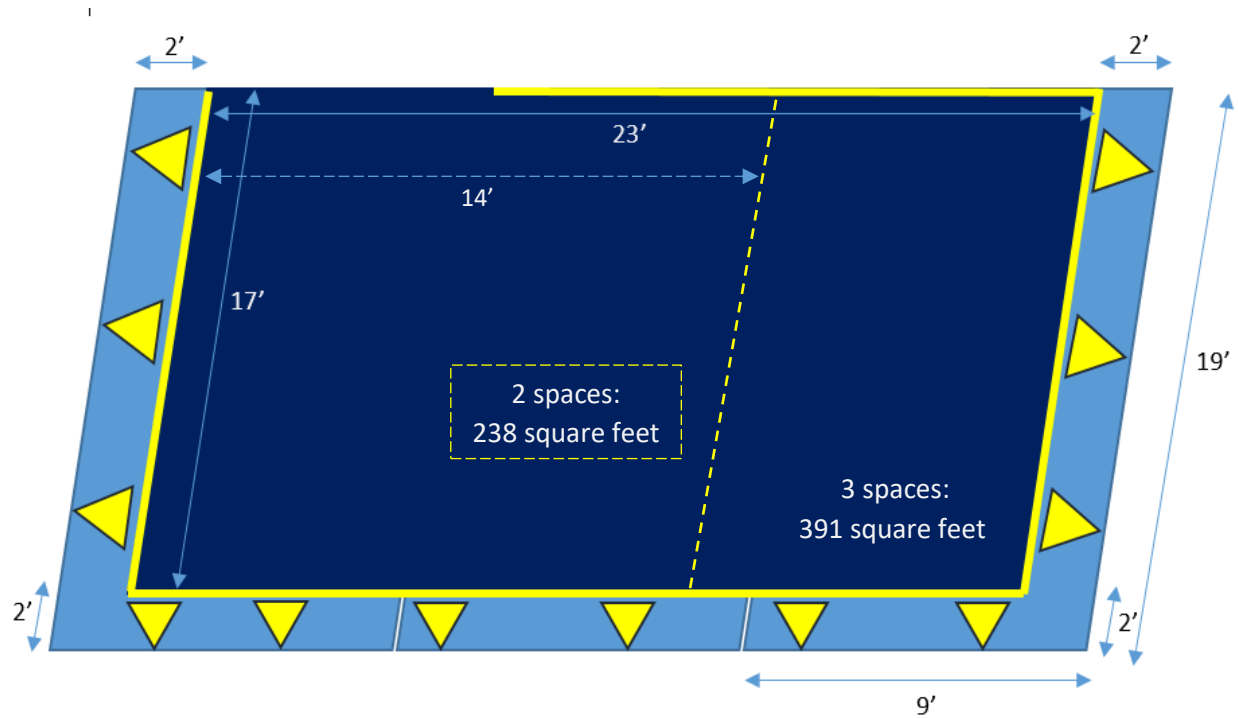 2’
2’
23’
14’
17’
19’
2 spaces:
238 square feet
3 spaces:
391 square feet
2’
2’
9’